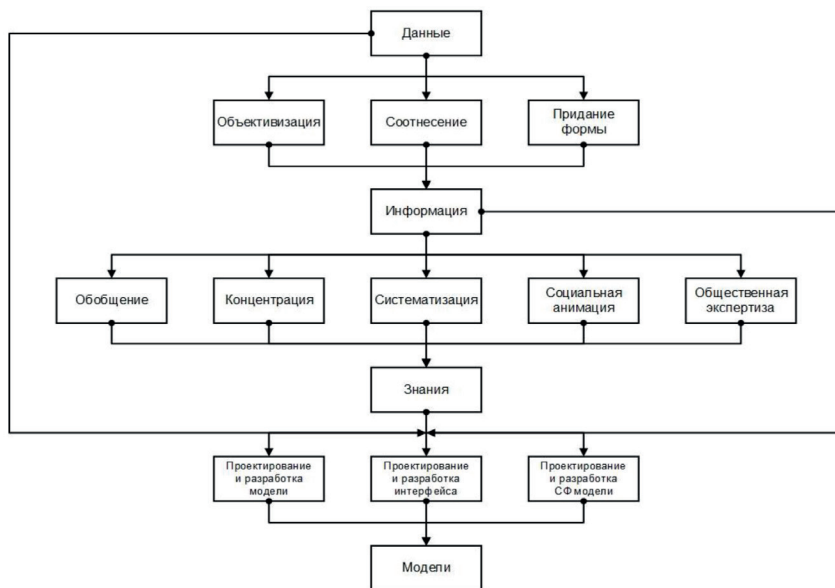 Данные
Объективизация
Соотнесение
Придание
формы
Информация
Обобщение
Концентрация
Систематизация
Социальная
анимация
Общественная
экспертиза
Знания
Проектирование
и разработка
модели
Проектирование
и разработка
интерфейса
Проектирование
и разработка
СФ модели
Модели